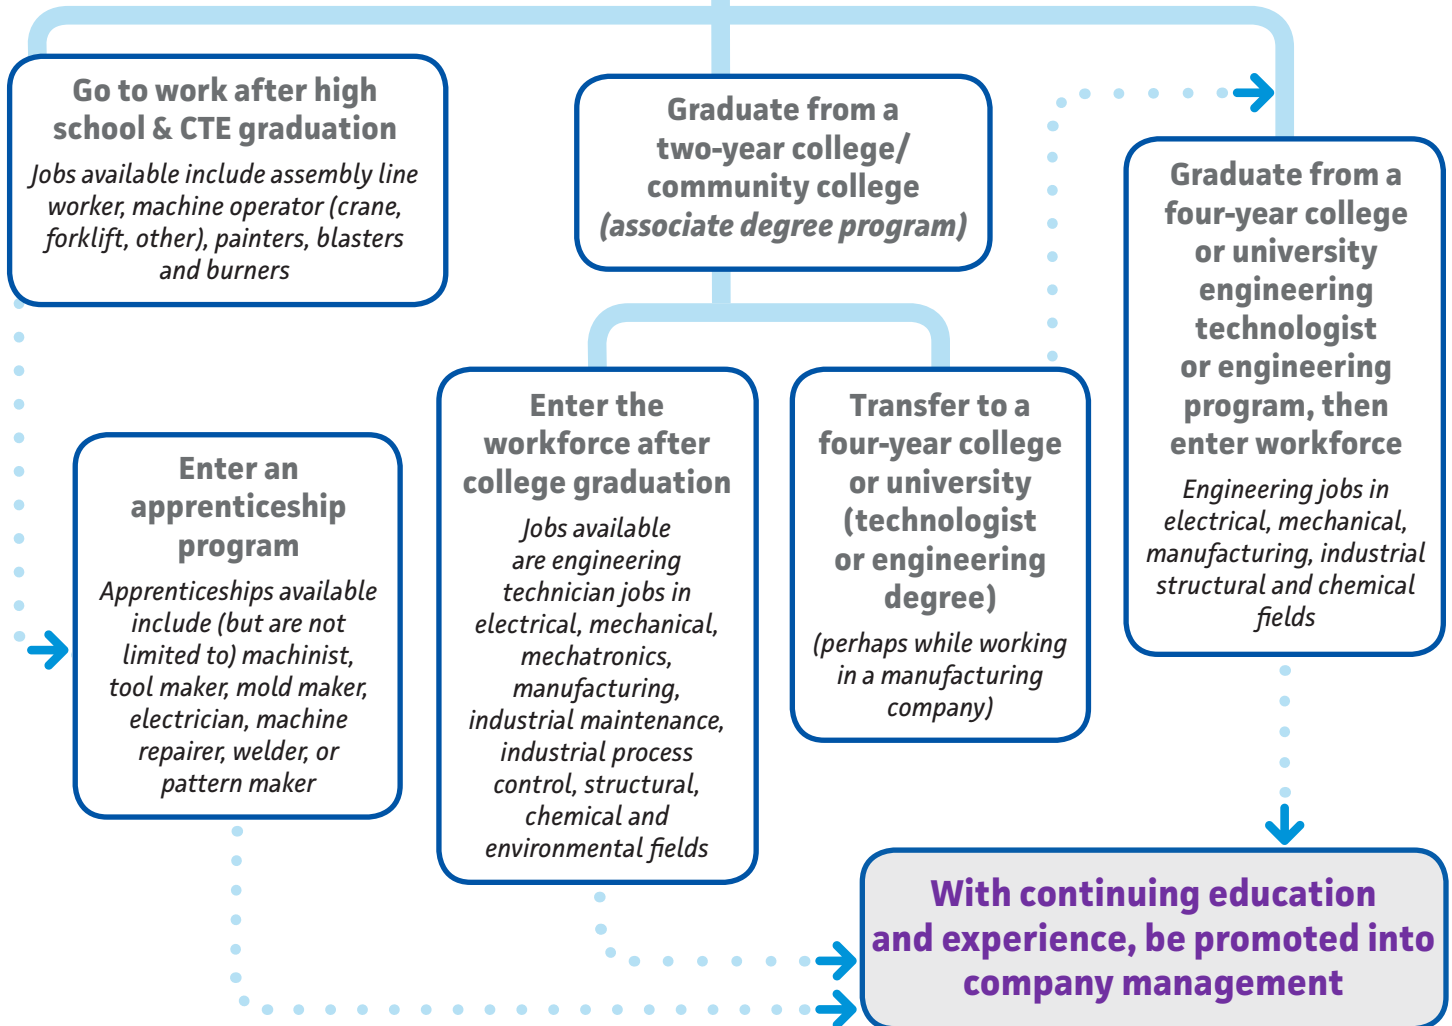 Go to work after high
school & CTE graduation
Jobs available include assembly line
worker, machine operator (crane,
forklift, other), painters, blasters
and burners
Graduate from a
two-year college/
community college
(associate degree program)
Graduate from a
four-year college
or university
engineering
technologist
or engineering
program, then
enter workforce
Engineering jobs in
electrical, mechanical,
manufacturing, industrial
structural and chemical
fields
Enter an
apprenticeship
program
Apprenticeships available
include (but are not
limited to) machinist,
tool maker, mold maker,
electrician, machine
repairer, welder, or
pattern maker
Enter the
workforce after
college graduation
Jobs available
are engineering
technician jobs in
electrical, mechanical,
mechatronics,
manufacturing,
industrial maintenance,
industrial process
control, structural,
chemical and
environmental fields
Transfer to a
four-year college
or university
(technologist
or engineering
degree)
(perhaps while working
in a manufacturing
company)
With continuing education
and experience, be promoted into
company management